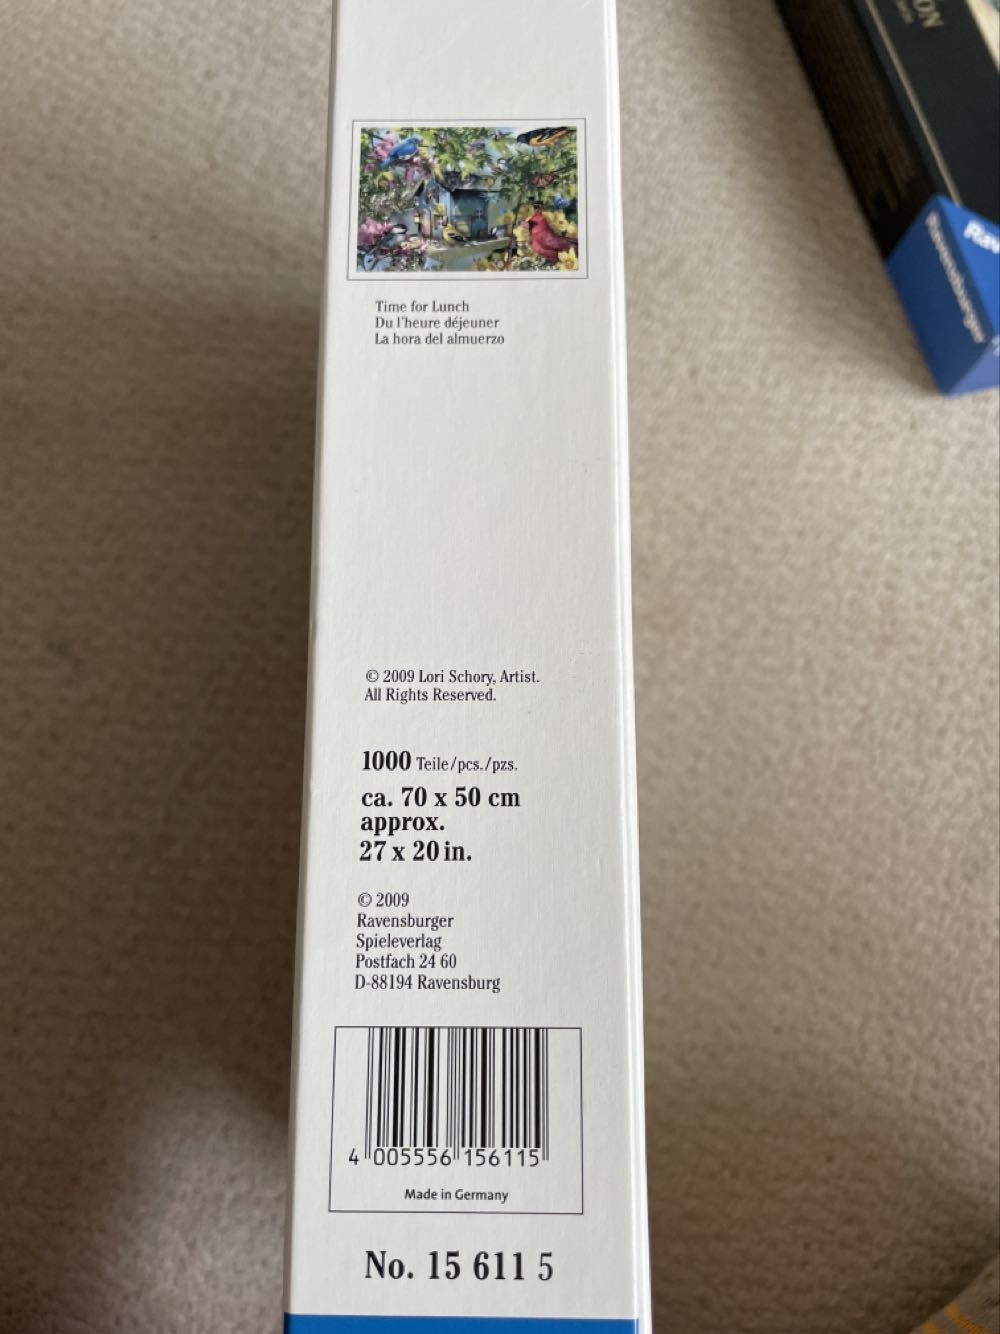 Time for Lunch
Du l'heure déjeuner
La hora del almuerzo
© 2009 Lori Schory, Artist.
All Rights Reserved.
1000 Teile/pcs./pzs.
ca. 70 x 50 cm
approx.
27 x 20 in.
© 2009
Ravensburger
Spieleverlag
Postfach 24 60
D-88194 Ravensburg
4 005556 156115
Made in Germany
No. 15 611 5
Ravensburger